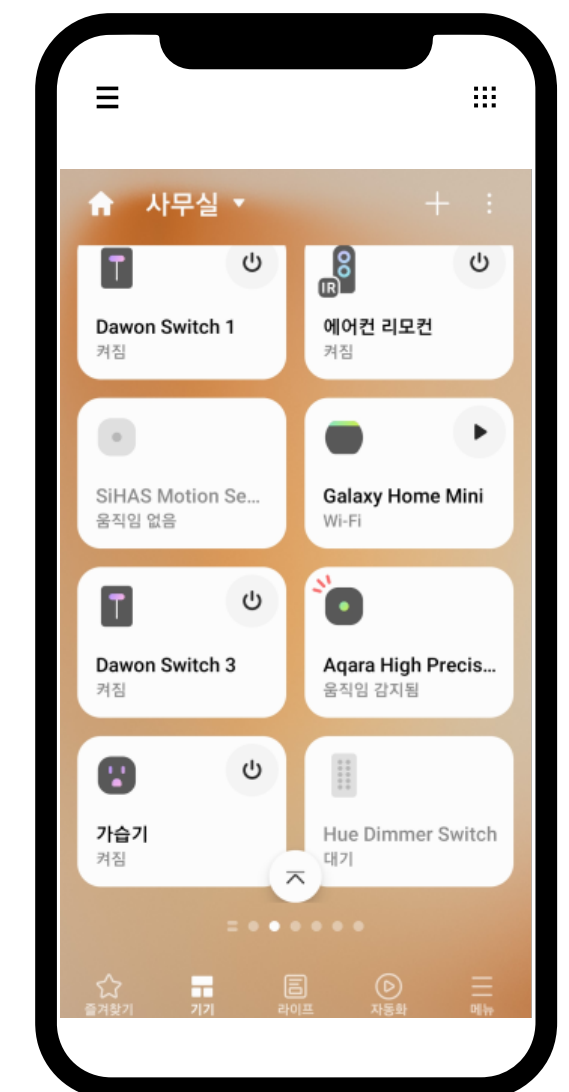 사무실
Dawon Switch 1
켜짐
IR
에어컨 리모컨
켜짐
SiHAS Motion Se...
움직임 없음
Galaxy Home Mini
Wi-Fi
Dawon Switch 3
켜짐
Aqara High Precis...
움직임 감지됨
가습기
켜짐
Hue Dimmer Switch
대기
즐겨찾기
기기
라이프
자동화
메뉴